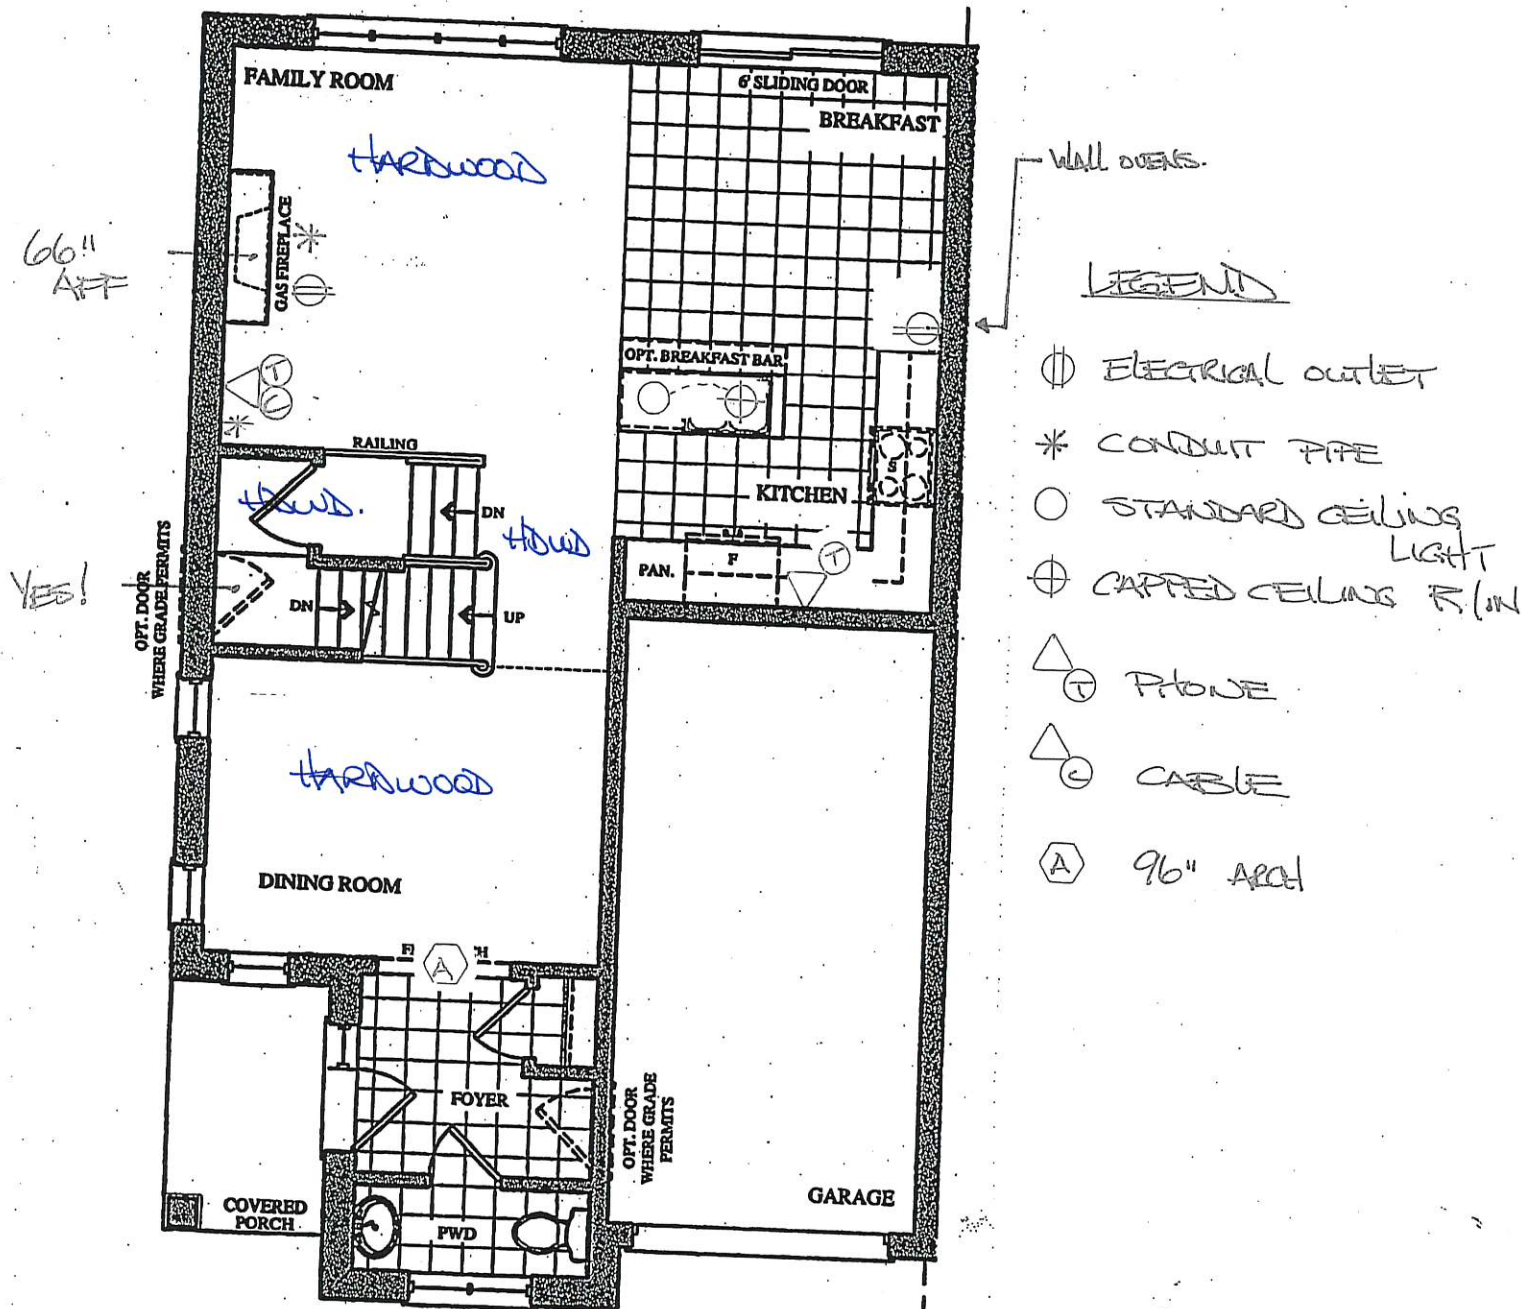 FAMILY ROOM
6' SLIDING DOOR
BREAKFAST
HARDWOOD
WALL OVENS.
GAS FIREPLACE
66"
AFF
LEGEND
ELECTRICAL OUTLET
CONDUIT PIPE
STANDARD CEILING
LIGHT
CAPPED CEILING R/IN
T
PHONE
C
CABLE
A
96" ARCH
OPT. BREAKFAST BAR
T
C
RAILING
S
KITCHEN
HDWD.
DN
HDWD
PAN.
F
T
YES!
OPT. DOOR
WHERE GRADE PERMITS
DN
UP
HARDWOOD
DINING ROOM
A
FOYER
OPT. DOOR
WHERE GRADE
PERMITS
GARAGE
COVERED
PORCH
PWD